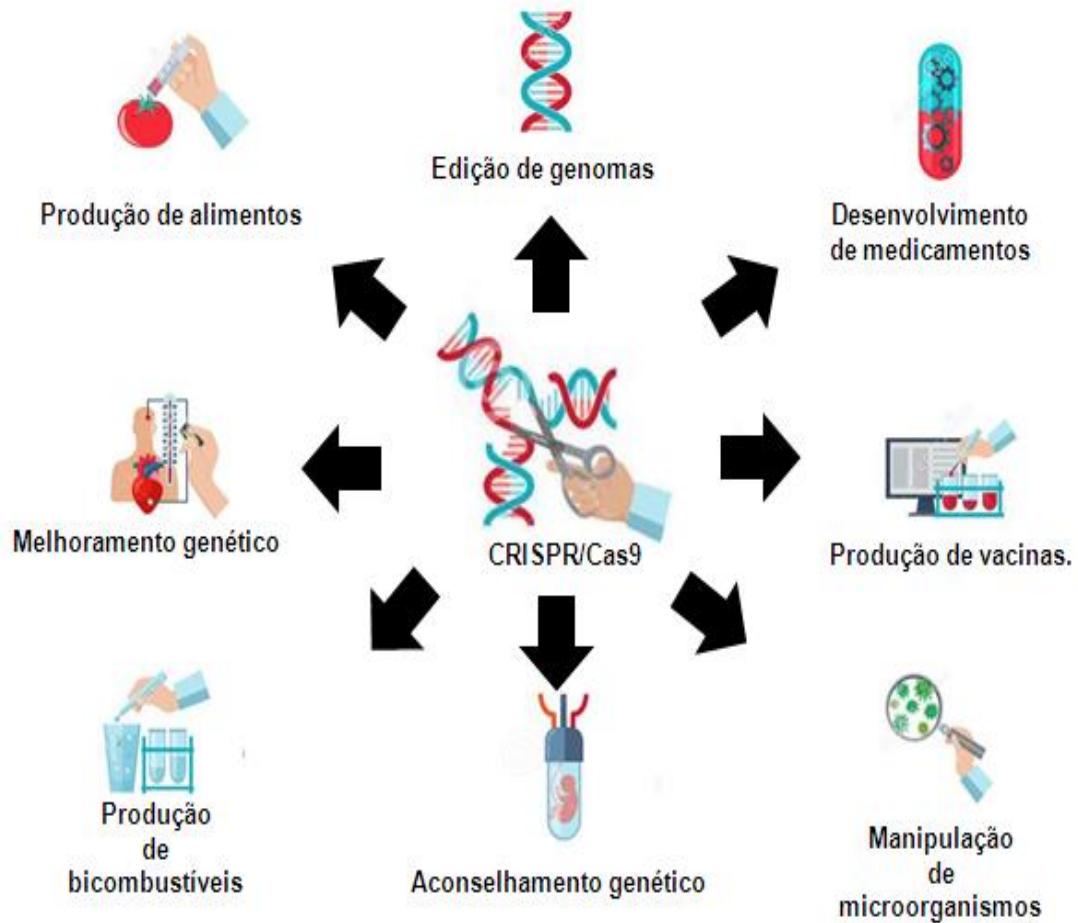 Edição de genomas
Produção de alimentos
Desenvolvimento
de medicamentos
Melhoramento genético
CRISPR/Cas9
Produção de vacinas.
Produção
de
bicombustíveis
Aconselhamento genético
Manipulação
de
microorganismos